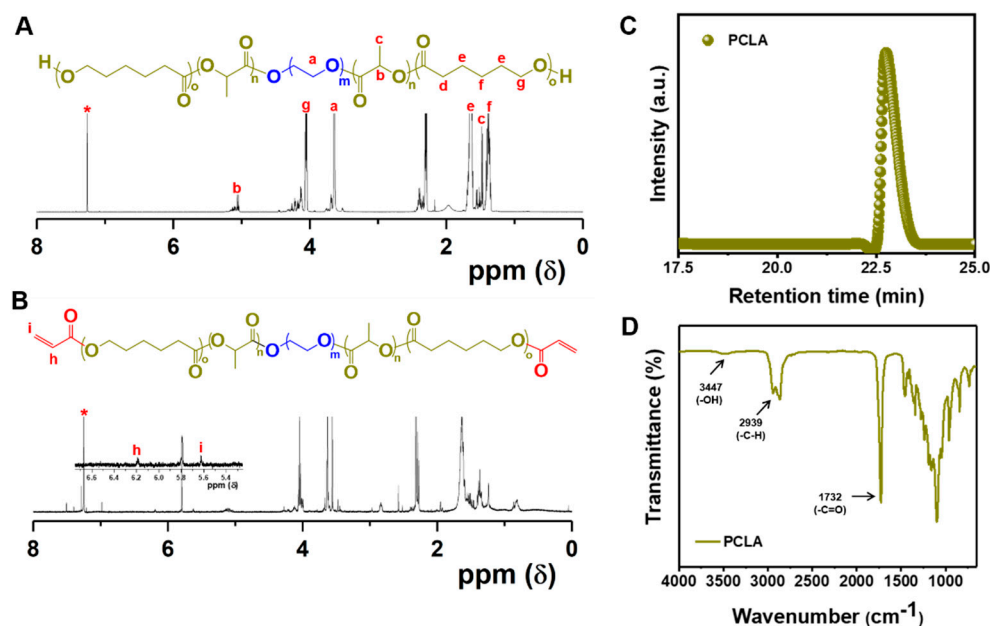 A
H O O o O O n O a O m O c b O n O d e f e g O o H
* b g a e c f
8 6 4 2 0
ppm (δ)
B
i h O O o O O n O O m O O n O O o O
* h i
6.6 6.4 6.2 6.0 5.8 5.6 5.4
ppm (δ)
8 6 4 2 0
ppm (δ)
C
PCLA
Intensity (a.u.)
17.5 20.0 22.5 25.0
Retention time (min)
D
3447
(-OH)
2939
(-C-H)
1732
(-C=O)
PCLA
Transmittance (%)
4000 3500 3000 2500 2000 1500 1000
Wavenumber (cm-1)